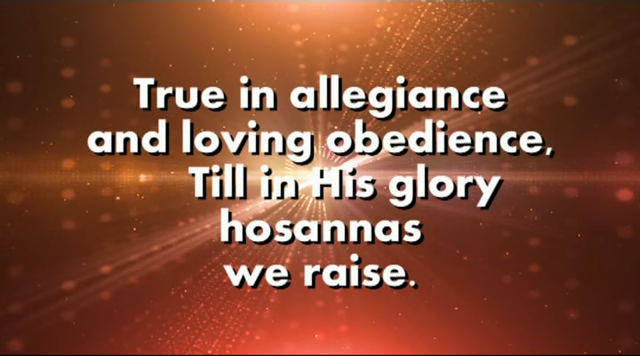 True in allegiance
and loving obedience,
Till in His glory
hosannas
we raise.